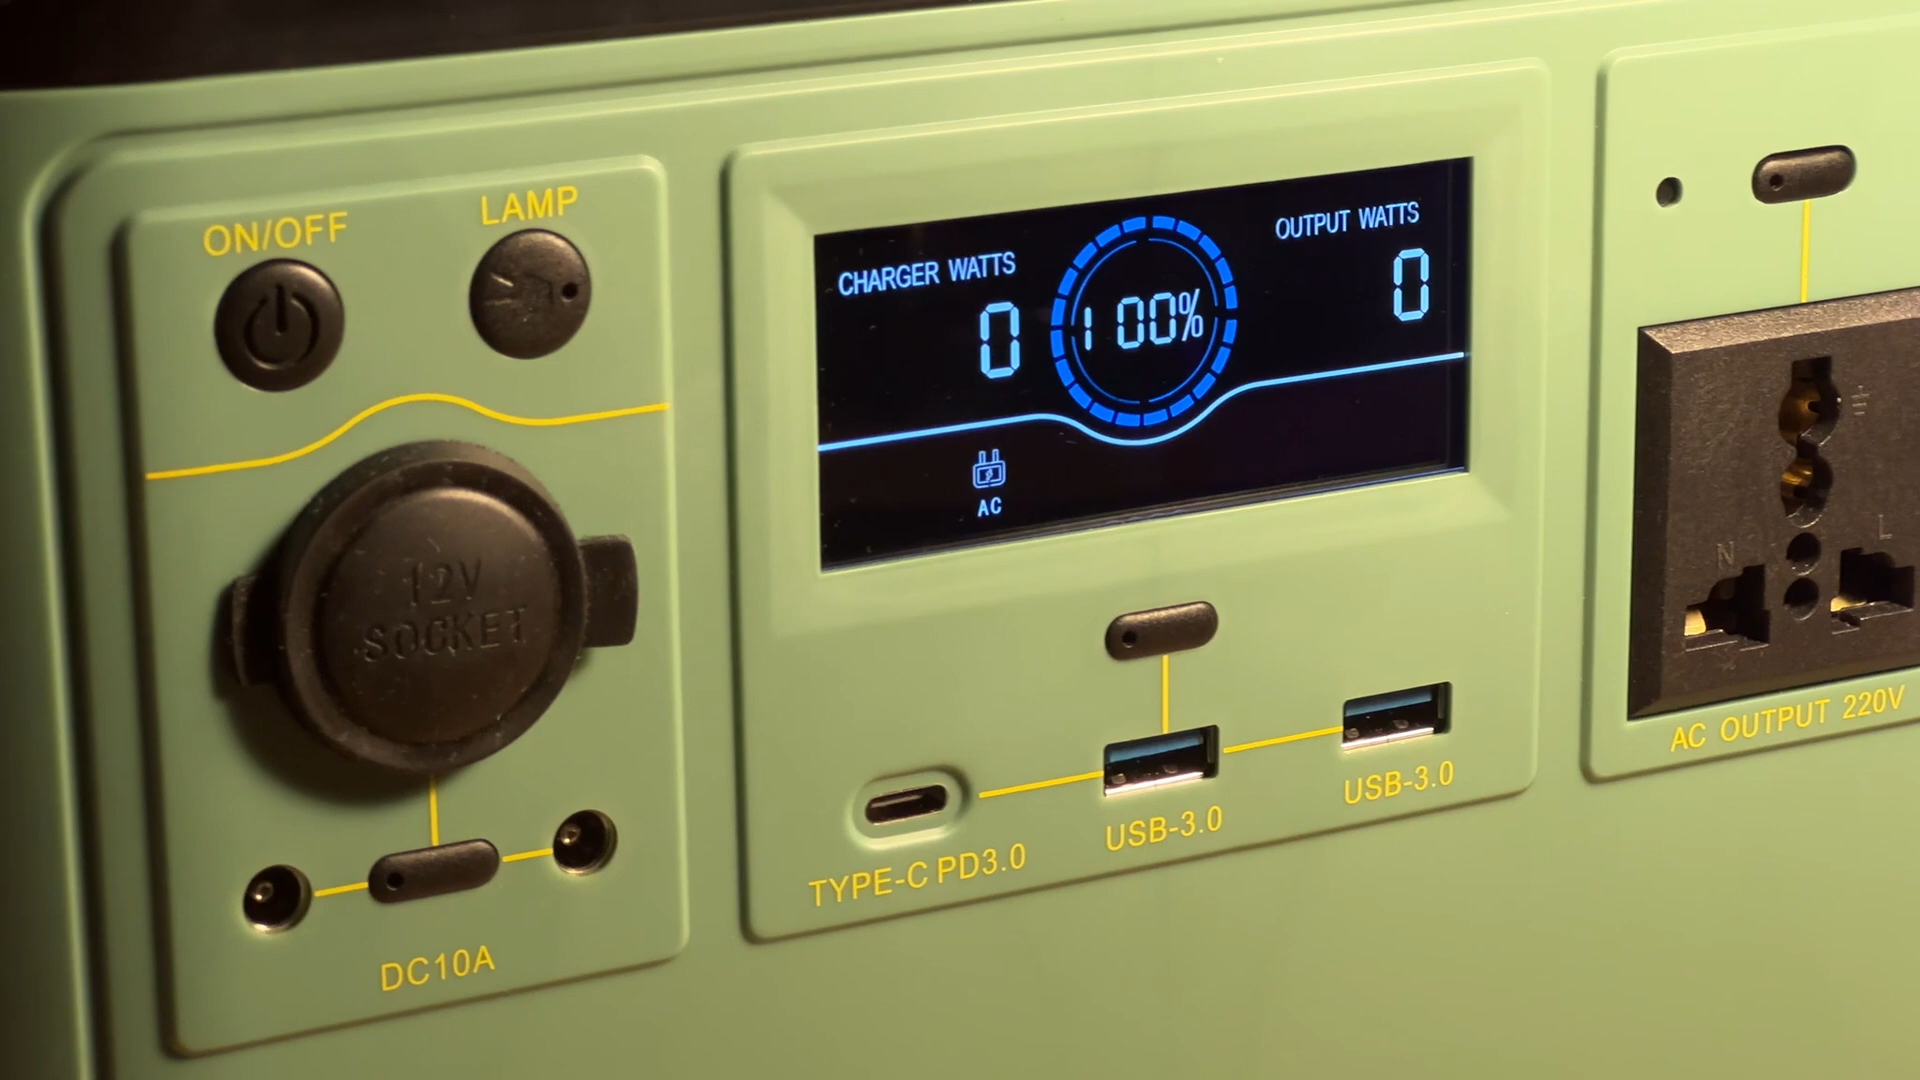 ON/OFF
LAMP
12V
SOCKET
DC10A
CHARGER WATTS
0
100%
OUTPUT WATTS
0
AC
TYPE-C PD3.0
USB-3.0
USB-3.0
N
L
AC OUTPUT 220V